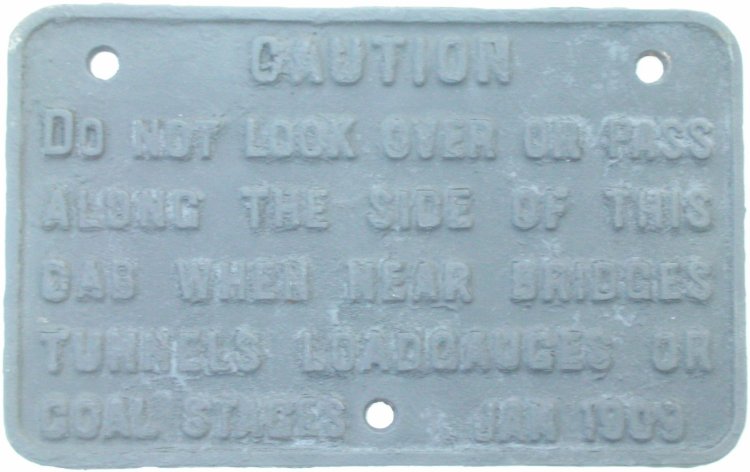 CAUTION
DO NOT LOOK OVER OR PASS
ALONG THE SIDE OF THIS
CAB WHEN NEAR BRIDGES
TUNNELS LOADGAUGES OR
COAL STAGES JAN 1909